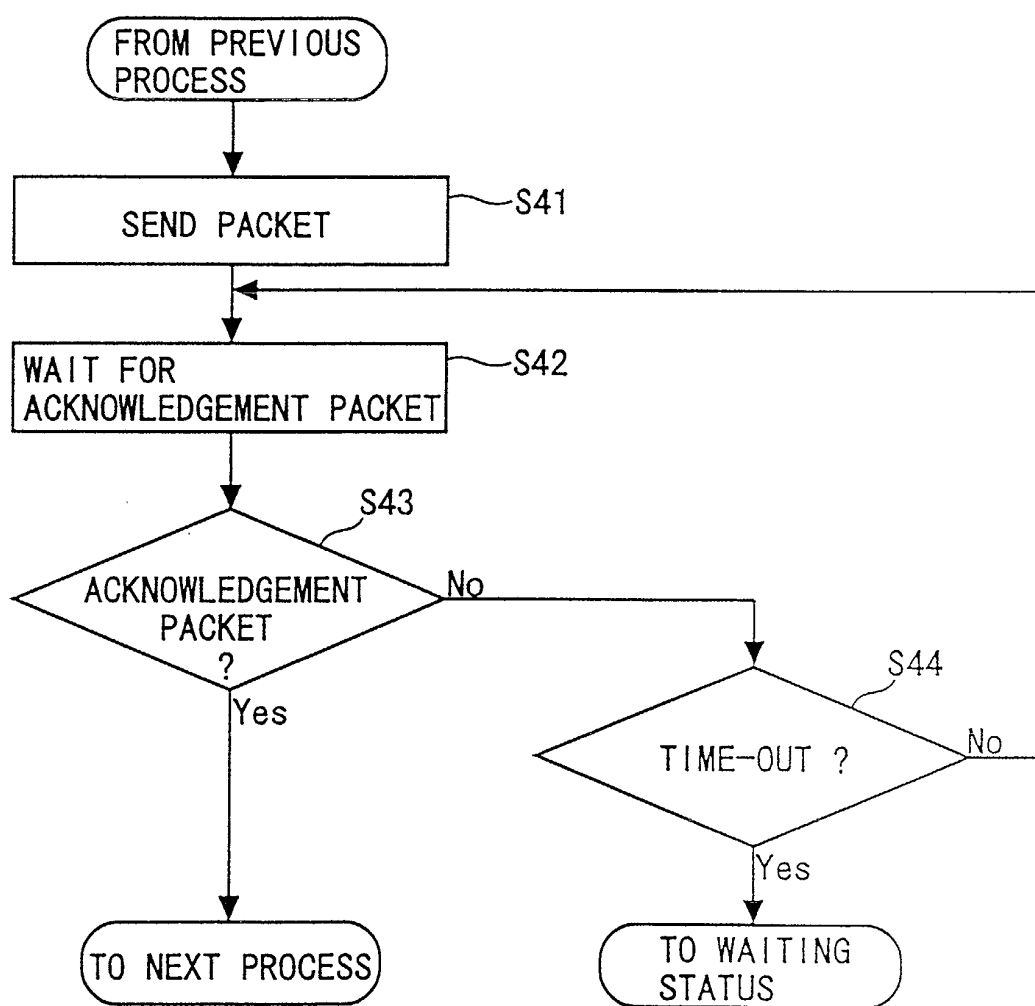 FROM PREVIOUS
PROCESS
SEND PACKET
S41
WAIT FOR
ACKNOWLEDGEMENT PACKET
S42
S43
ACKNOWLEDGEMENT
PACKET
?
No
Yes
S44
TIME-OUT ?
No
Yes
TO NEXT PROCESS
TO WAITING
STATUS